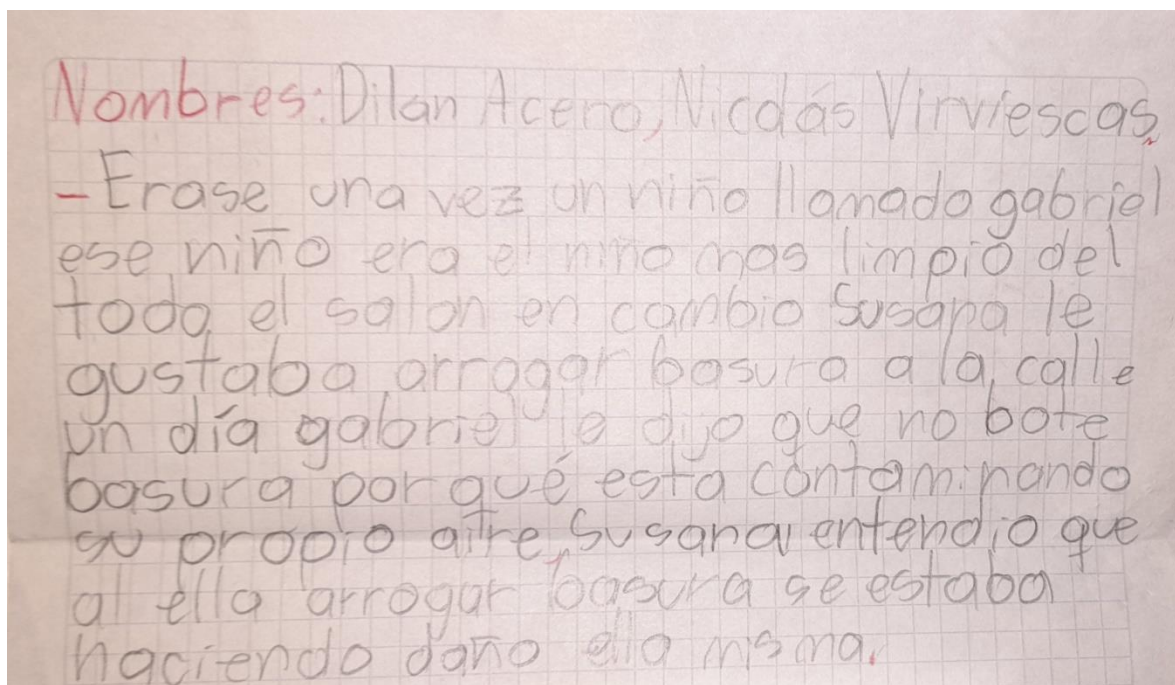 Nombres: Dilan Acero, Nicolás Virviescas.
- Erase una vez un niño llamado gabriel
ese niño era el niño mas limpio del
todo el salon en cambio Susana le
gustaba arrogar basura a la calle
un día gabriel le dijo que no bote
basura por qué esta contaminando
su propio aire, Susana entendio que
al ella arrogar basura se estaba
haciendo daño ella misma.